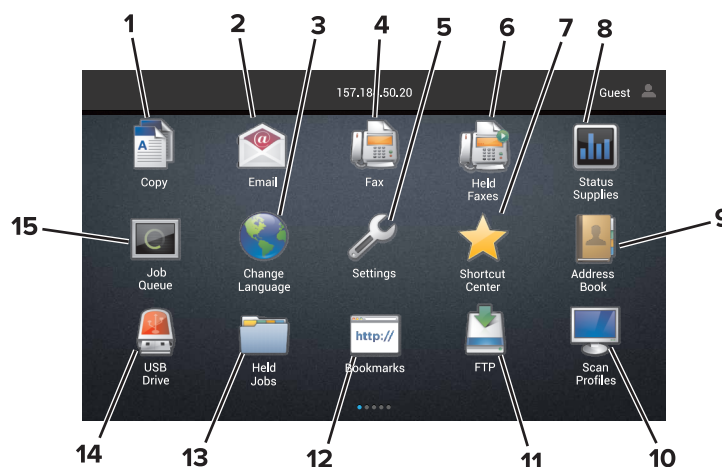 1 2 3 4 5 6 7 8
157.18 .50.20 Guest
A @
Copy Email Fax Held Faxes Status Supplies
15 9
Job Queue Change Language Settings Shortcut Center Address Book
http://
USB Drive Held Jobs Bookmarks FTP Scan Profiles
14 13 12 11 10